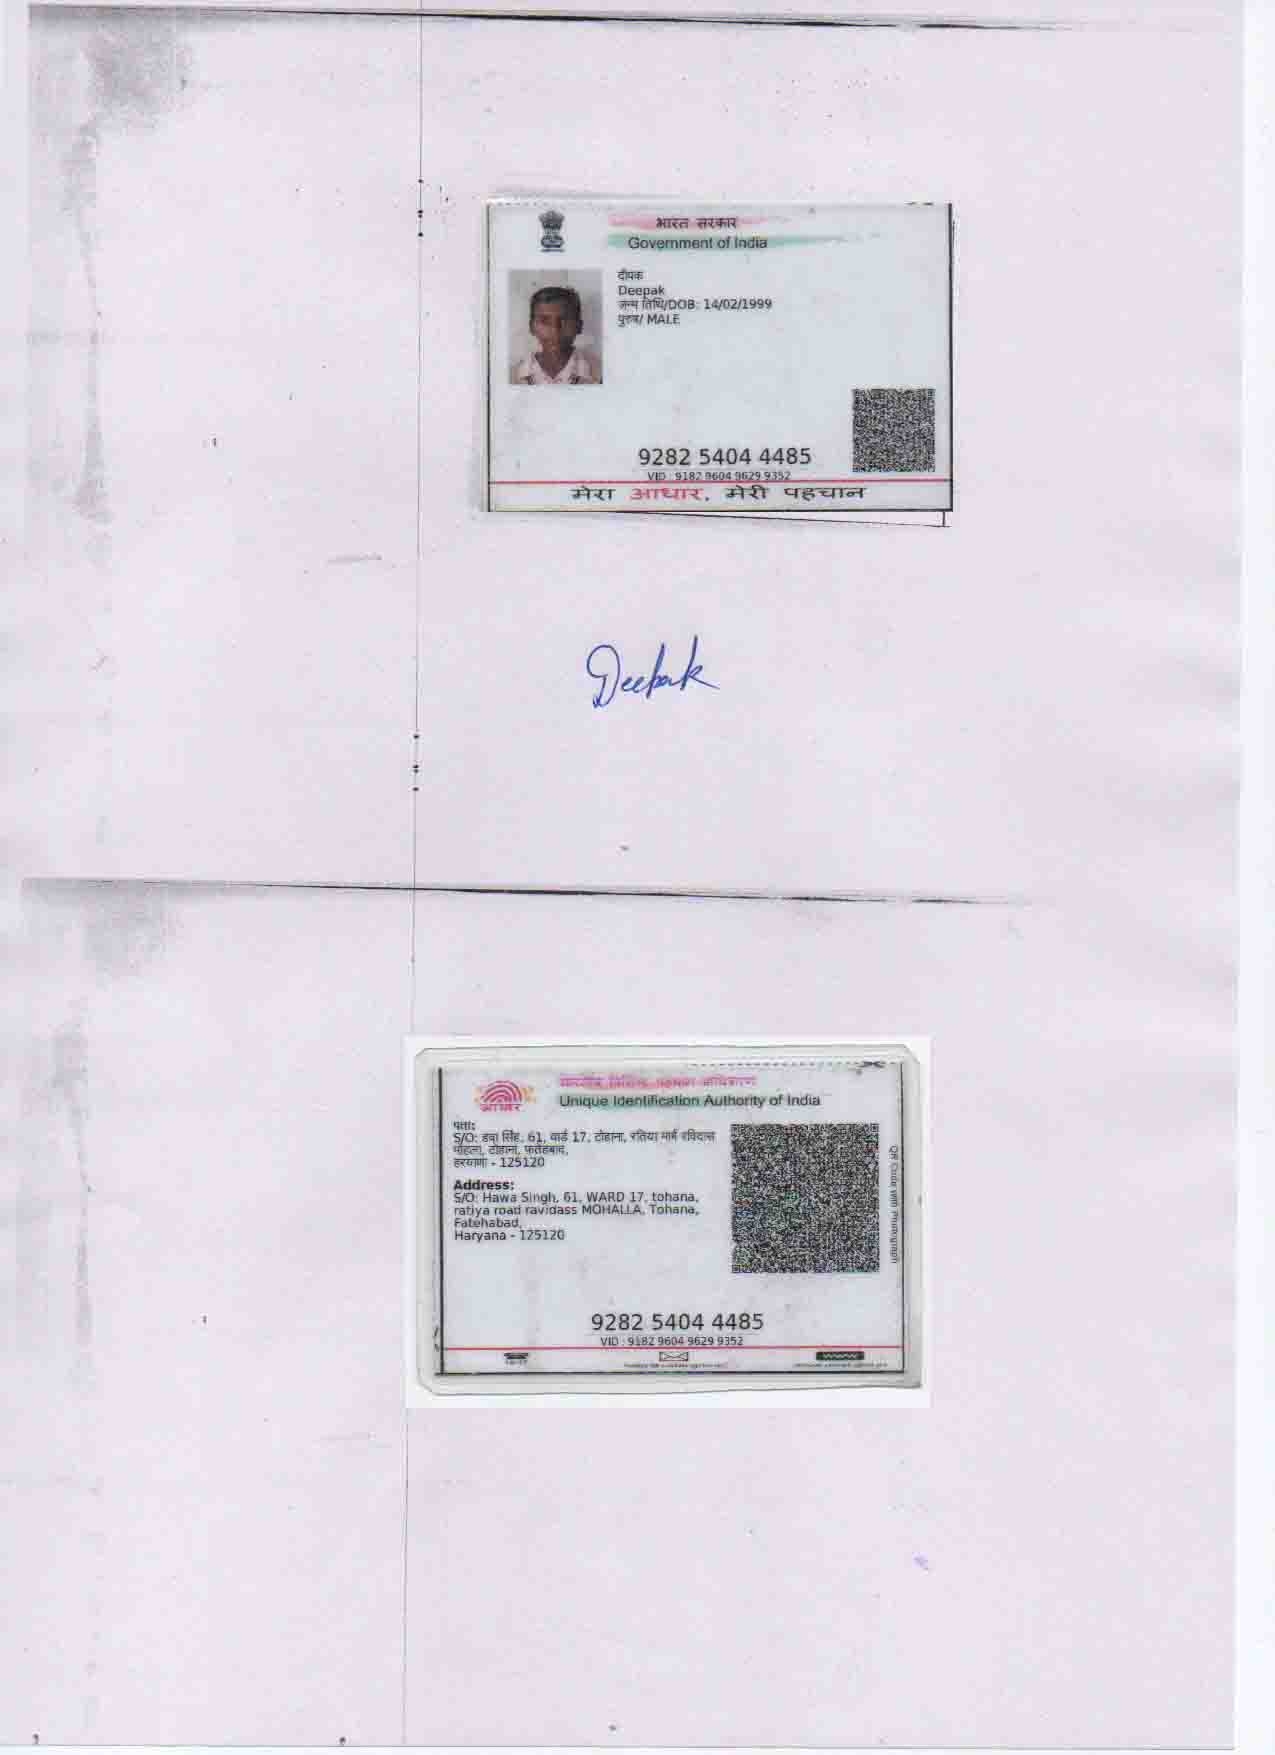 भारत सरकार
Government of India
दीपक
Deepak
जन्म तिथि/DOB: 14/02/1999
पुरुष/ MALE
9282 5404 4485
VID : 9182 9604 9629 9352
मेरा आधार, मेरी पहचान
Deepak
भारतीय विशिष्ट पहचान प्राधिकरण
Unique Identification Authority of India
आधार
पता:
S/O: हवा सिंह, 61, वार्ड 17, टोहाना, रतिया मार्ग रविदास
मोहल्ला, टोहाना, फतेहबाद,
हरयाणा - 125120
Address:
S/O: Hawa Singh, 61, WARD 17, tohana,
ratiya road ravidass MOHALLA, Tohana,
Fatehabad,
Haryana - 125120
QR Code with Photograph
9282 5404 4485
VID : 9182 9604 9629 9352